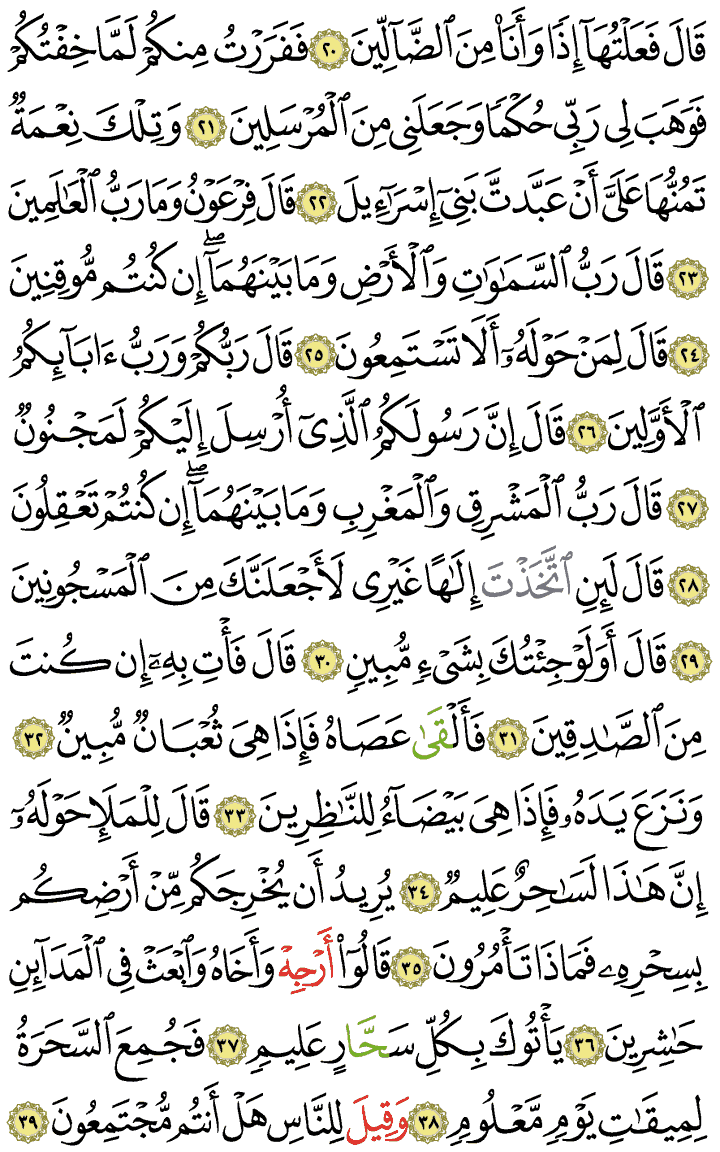 قَالَ فَعَلْتُهَآ إِذًا وَأَنَا۠ مِنَ ٱلضَّآلِّينَ ٢٠ فَفَرَرْتُ مِنكُمْ لَمَّا خِفْتُكُمْ
فَوَهَبَ لِى رَبِّى حُكْمًا وَجَعَلَنِى مِنَ ٱلْمُرْسَلِينَ ٢١ وَتِلْكَ نِعْمَةٌ
تَمُنُّهَا عَلَىَّ أَنْ عَبَّدتَّ بَنِىٓ إِسْرَٰٓءِيلَ ٢٢ قَالَ فِرْعَوْنُ وَمَا رَبُّ ٱلْعَٰلَمِينَ
٢٣ قَالَ رَبُّ ٱلسَّمَٰوَٰتِ وَٱلْأَرْضِ وَمَا بَيْنَهُمَآ ۖ إِن كُنتُم مُّوقِنِينَ
٢٤ قَالَ لِمَنْ حَوْلَهُۥٓ أَلَا تَسْتَمِعُونَ ٢٥ قَالَ رَبُّكُمْ وَرَبُّ ءَابَآئِكُمُ
ٱلْأَوَّلِينَ ٢٦ قَالَ إِنَّ رَسُولَكُمُ ٱلَّذِىٓ أُرْسِلَ إِلَيْكُمْ لَمَجْنُونٌ
٢٧ قَالَ رَبُّ ٱلْمَشْرِقِ وَٱلْمَغْرِبِ وَمَا بَيْنَهُمَآ ۖ إِن كُنتُمْ تَعْقِلُونَ
٢٨ قَالَ لَئِنِ ٱتَّخَذْتَ إِلَٰهًا غَيْرِى لَأَجْعَلَنَّكَ مِنَ ٱلْمَسْجُونِينَ
٢٩ قَالَ أَوَلَوْ جِئْتُكَ بِشَىْءٍ مُّبِينٍ ٣٠ قَالَ فَأْتِ بِهِۦٓ إِن كُنتَ
مِنَ ٱلصَّٰدِقِينَ ٣١ فَأَلْقَىٰ عَصَاهُ فَإِذَا هِىَ ثُعْبَانٌ مُّبِينٌ ٣٢
وَنَزَعَ يَدَهُۥ فَإِذَا هِىَ بَيْضَآءُ لِلنَّٰظِرِينَ ٣٣ قَالَ لِلْمَلَإِ حَوْلَهُۥٓ
إِنَّ هَٰذَا لَسَٰحِرٌ عَلِيمٌ ٣٤ يُرِيدُ أَن يُخْرِجَكُم مِّنْ أَرْضِكُم
بِسِحْرِهِۦ فَمَاذَا تَأْمُرُونَ ٣٥ قَالُوٓا۟ أَرْجِهْ وَأَخَاهُ وَٱبْعَثْ فِى ٱلْمَدَآئِنِ
حَٰشِرِينَ ٣٦ يَأْتُوكَ بِكُلِّ سَحَّارٍ عَلِيمٍ ٣٧ فَجُمِعَ ٱلسَّحَرَةُ
لِمِيقَٰتِ يَوْمٍ مَّعْلُومٍ ٣٨ وَقِيلَ لِلنَّاسِ هَلْ أَنتُم مُّجْتَمِعُونَ ٣٩